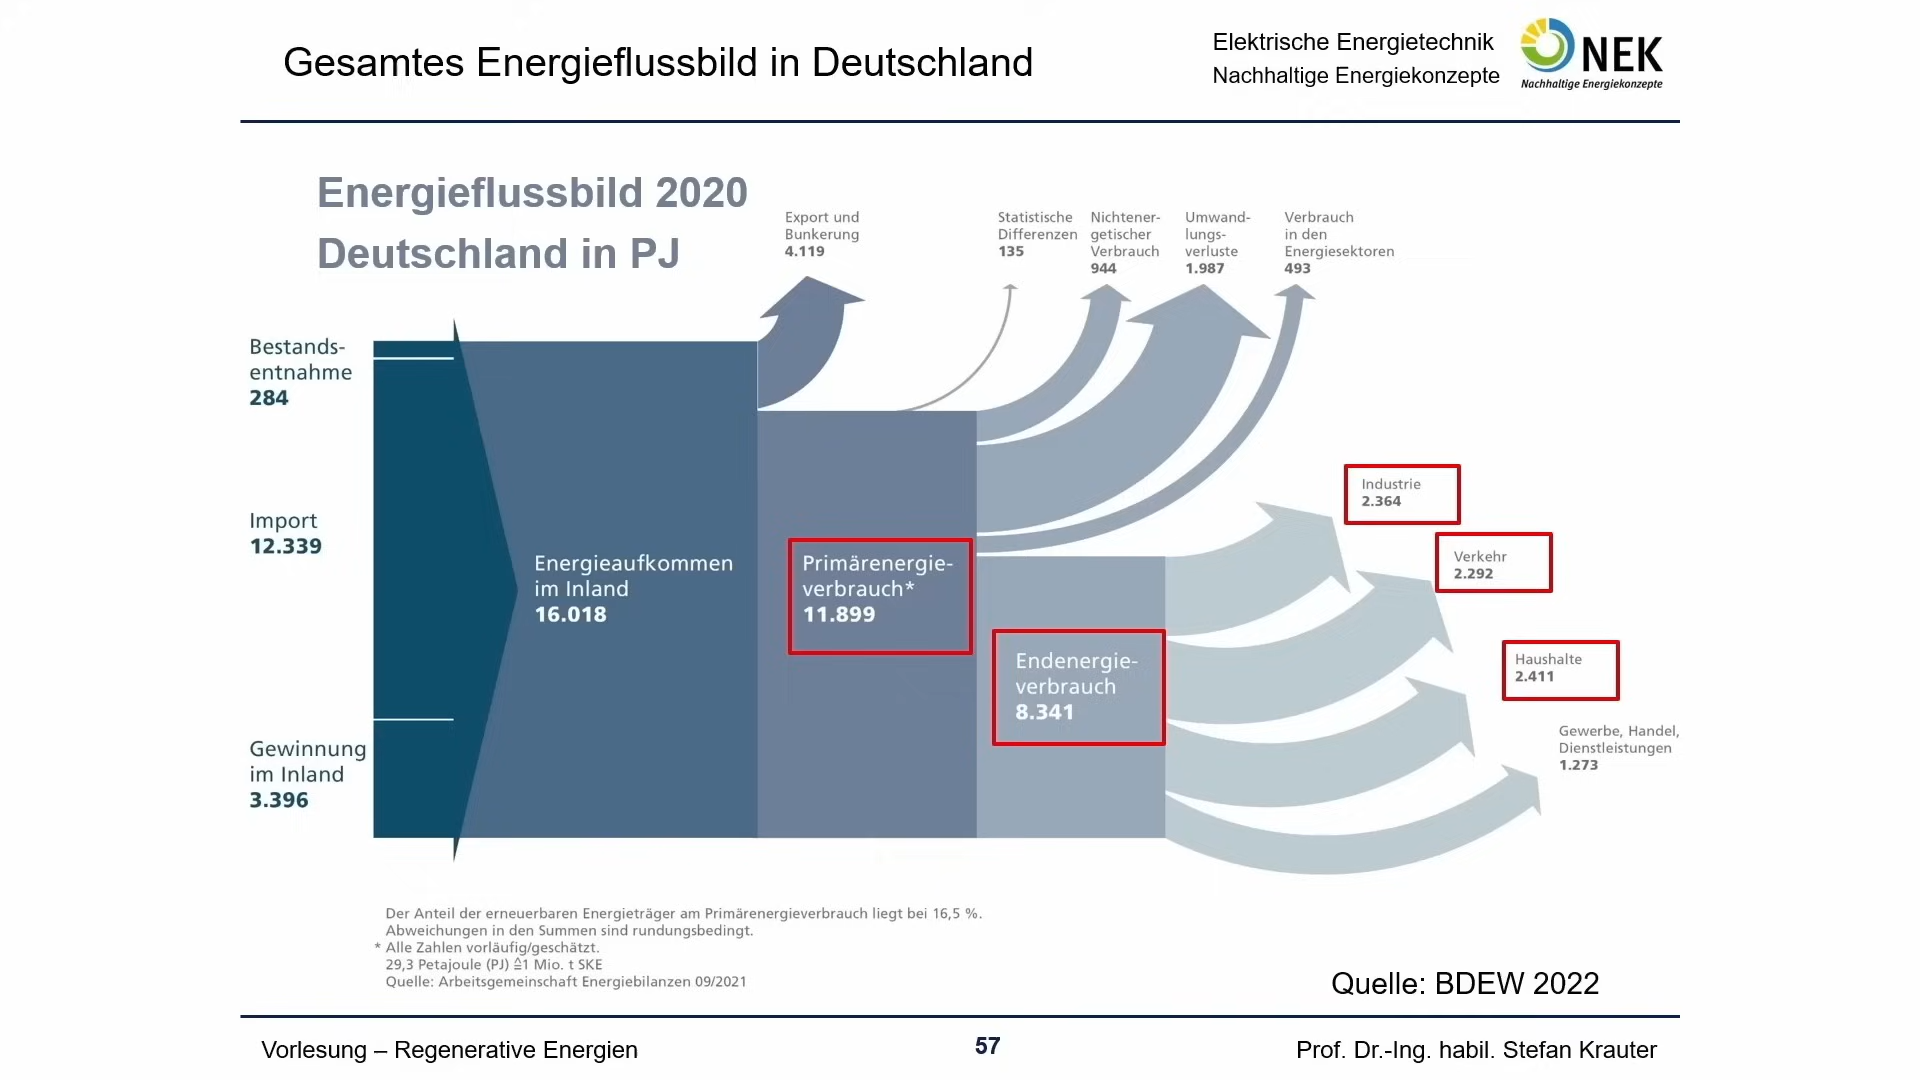 Gesamtes Energieflussbild in Deutschland
Elektrische Energietechnik
Nachhaltige Energiekonzepte
NEK
Nachhaltige Energiekonzepte
Energieflussbild 2020
Deutschland in PJ
Export und
Bunkerung
4.119
Statistische
Differenzen
135
Nichtener-
getischer
Verbrauch
944
Umwand-
lungs-
verluste
1.987
Verbrauch
in den
Energiesektoren
493
Bestands-
entnahme
284
Import
12.339
Gewinnung
im Inland
3.396
Energieaufkommen
im Inland
16.018
Primärenergie-
verbrauch*
11.899
Endenergie-
verbrauch
8.341
Industrie
2.364
Verkehr
2.292
Haushalte
2.411
Gewerbe, Handel,
Dienstleistungen
1.273
Der Anteil der erneuerbaren Energieträger am Primärenergieverbrauch liegt bei 16,5 %.
Abweichungen in den Summen sind rundungsbedingt.
* Alle Zahlen vorläufig/geschätzt.
29,3 Petajoule (PJ) ≙1 Mio. t SKE
Quelle: Arbeitsgemeinschaft Energiebilanzen 09/2021
Quelle: BDEW 2022
Vorlesung – Regenerative Energien
57
Prof. Dr.-Ing. habil. Stefan Krauter